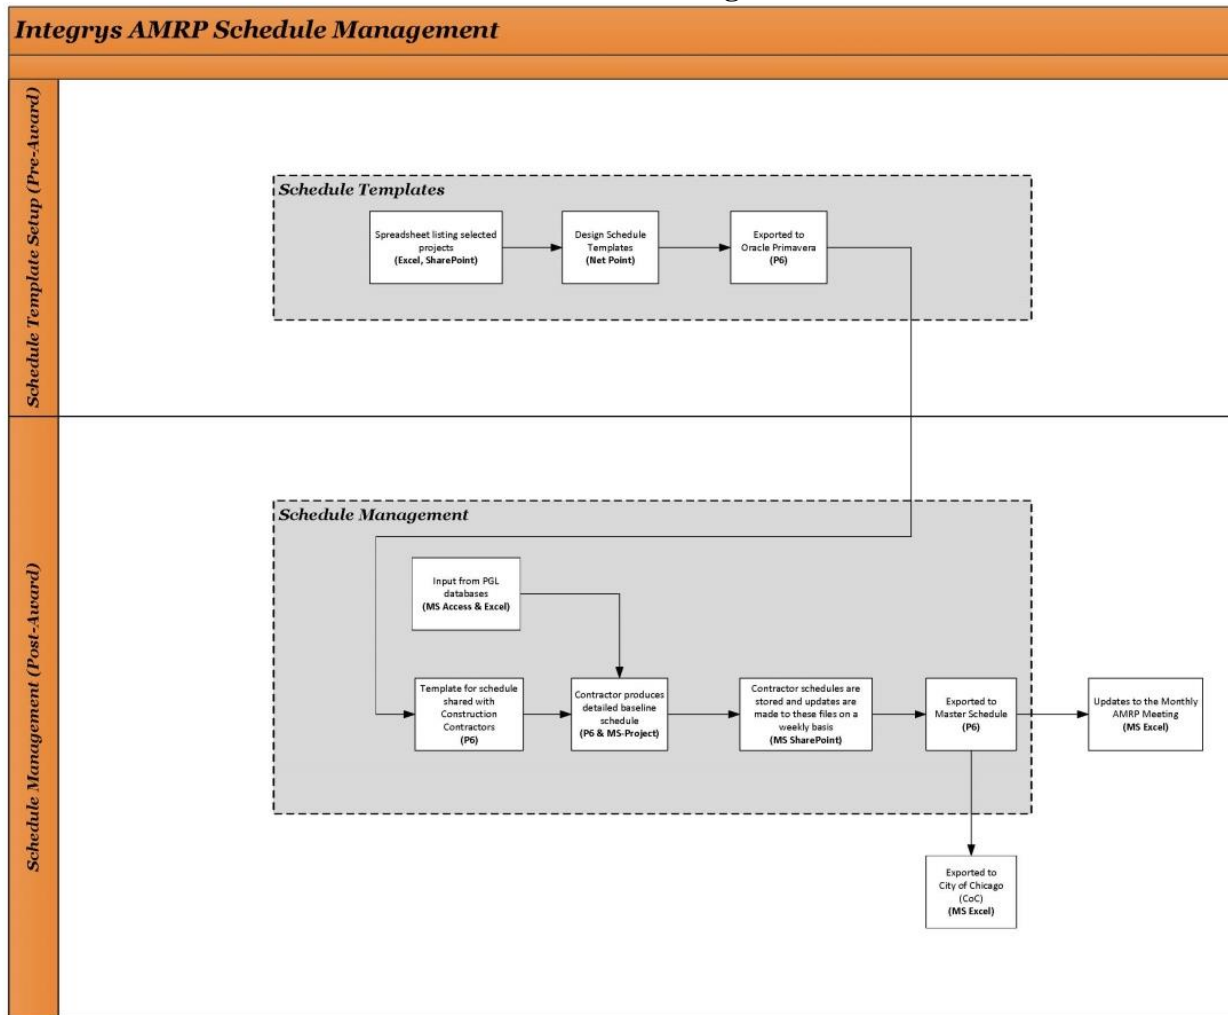 Integrys AMRP Schedule Management
Schedule Template Setup (Pre-Award)
Schedule Templates
Spreadsheet listing selected
projects
(Excel, SharePoint)
Design Schedule
Templates
(Net Point)
Exported to
Oracle Primavera
(P6)
Schedule Management (Post-Award)
Schedule Management
Input from PGL
databases
(MS Access & Excel)
Template for schedule
shared with
Construction
Contractors
(P6)
Contractor produces
detailed baseline
schedule
(P6 & MS-Project)
Contractor schedules are
stored and updates are
made to these files on a
weekly basis
(MS SharePoint)
Exported to
Master Schedule
(P6)
Updates to the Monthly
AMRP Meeting
(MS Excel)
Exported to
City of Chicago
(CoC)
(MS Excel)